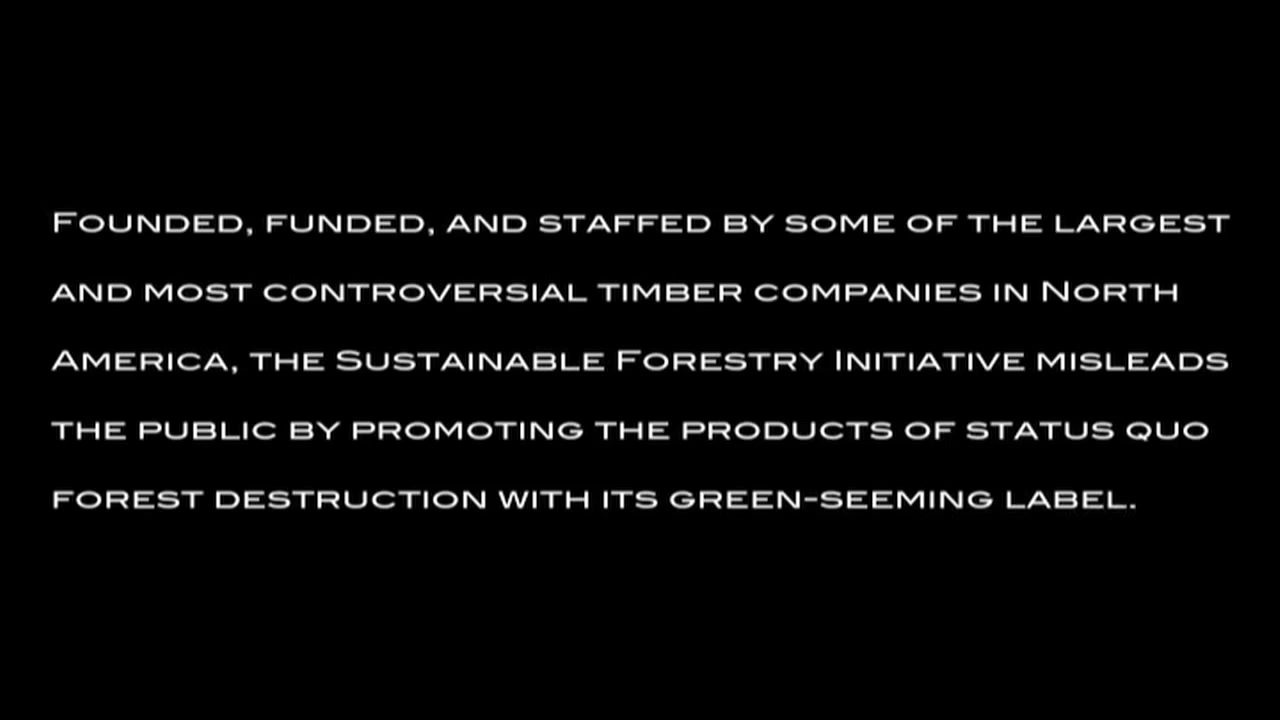 Founded, funded, and staffed by some of the largest
and most controversial timber companies in North
America, the Sustainable Forestry Initiative misleads
the public by promoting the products of status quo
forest destruction with its green-seeming label.